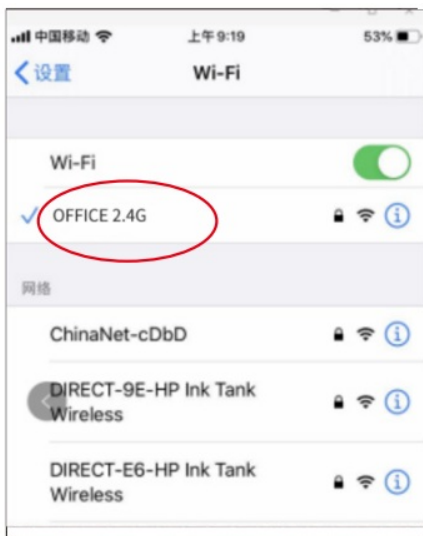 中国移动 上午9:19 53%
设置 Wi-Fi
Wi-Fi
OFFICE 2.4G
网络
ChinaNet-cDbD
DIRECT-9E-HP Ink Tank
Wireless
DIRECT-E6-HP Ink Tank
Wireless